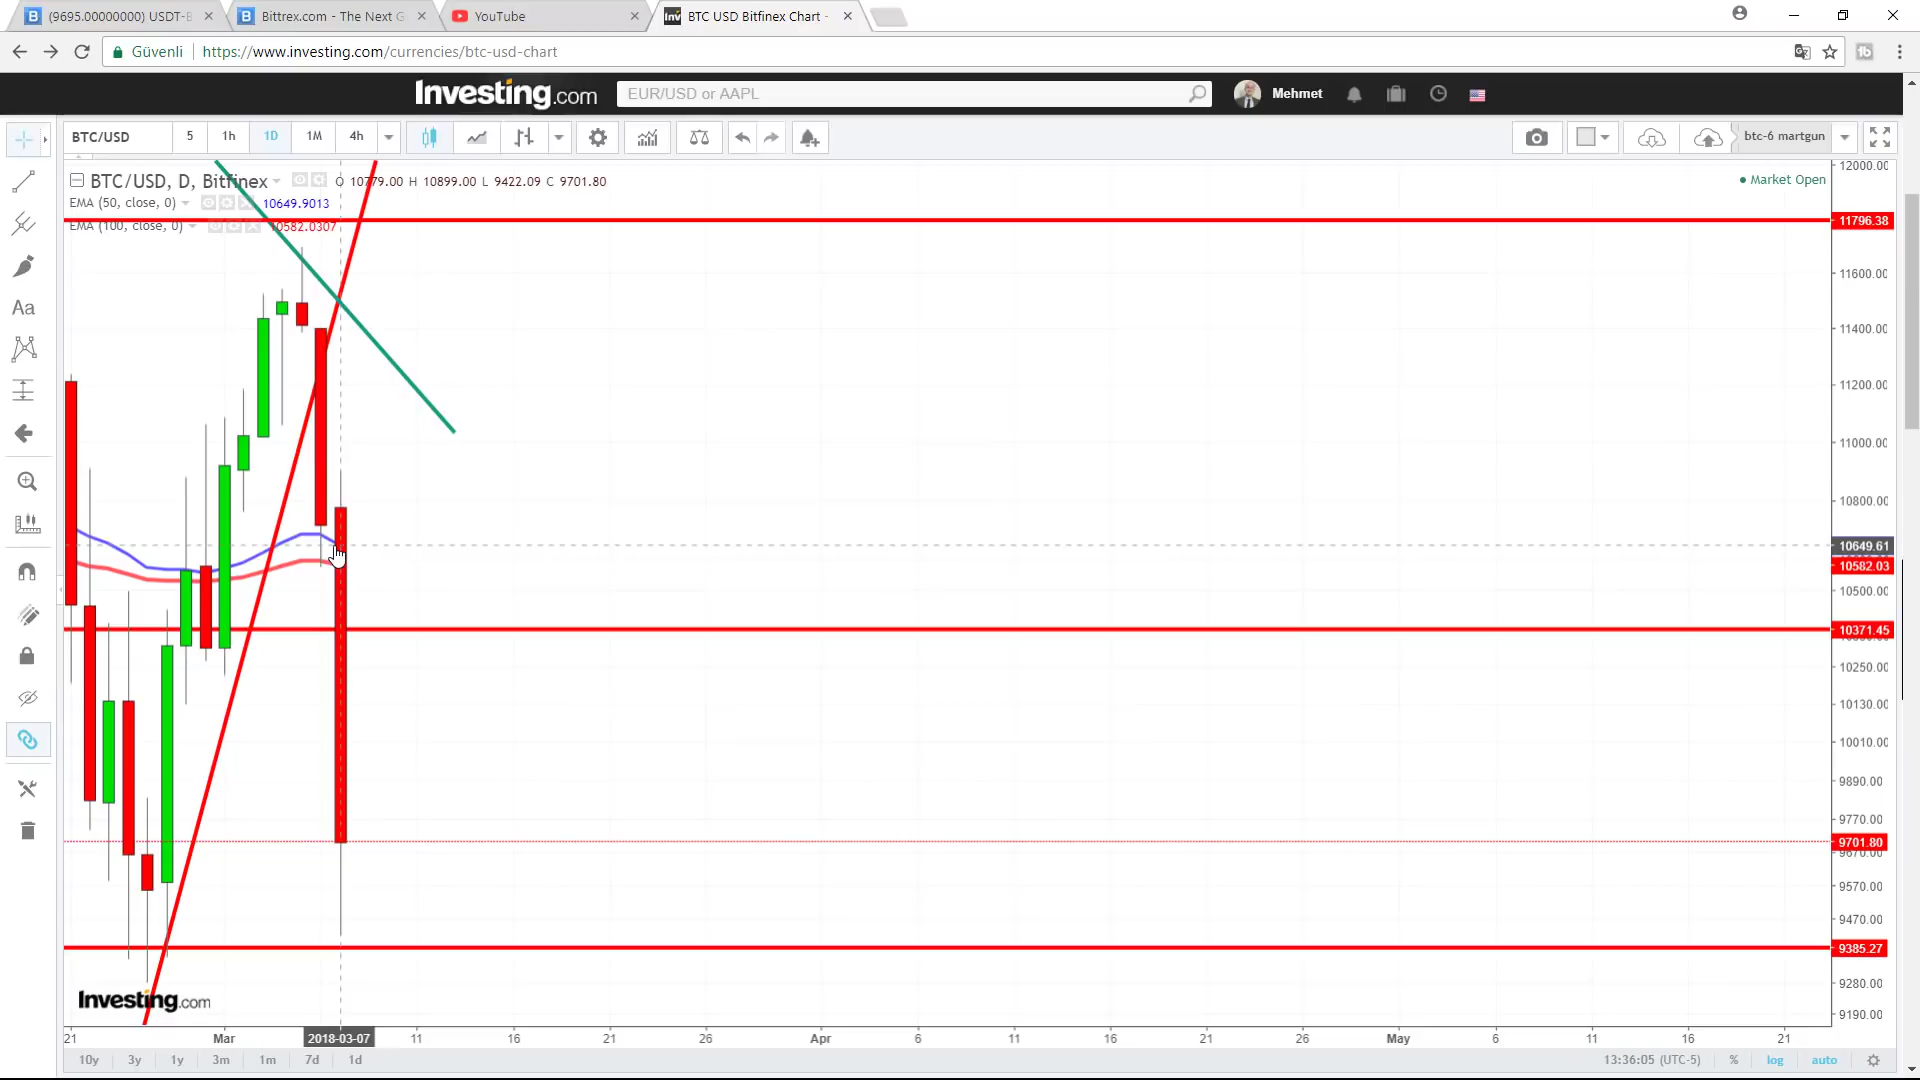 (9695.00000000) USDT-B
Bittrex.com - The Next G
YouTube
BTC USD Bitfinex Chart -
Güvenli
https://www.investing.com/currencies/btc-usd-chart
Investing.com
EUR/USD or AAPL
Mehmet
BTC/USD
5
1h
1D
1M
4h
btc-6 martgun
BTC/USD, D, Bitfinex
O 10779.00 H 10899.00 L 9422.09 C 9701.80
Market Open
EMA (50, close, 0)
10649.9013
EMA (100, close, 0)
10582.0307
Aa
12000.00
11796.38
11600.00
11400.00
11200.00
11000.00
10800.00
10649.61
10582.03
10500.00
10371.45
10250.00
10130.00
10010.00
9890.00
9770.00
9701.80
9670.00
9570.00
9470.00
9385.27
9280.00
9190.00
Investing.com
21
Mar
2018-03-07
11
16
21
26
Apr
6
11
16
21
26
May
6
11
16
21
10y
3y
1y
3m
1m
7d
1d
13:36:05 (UTC-5)
%
log
auto